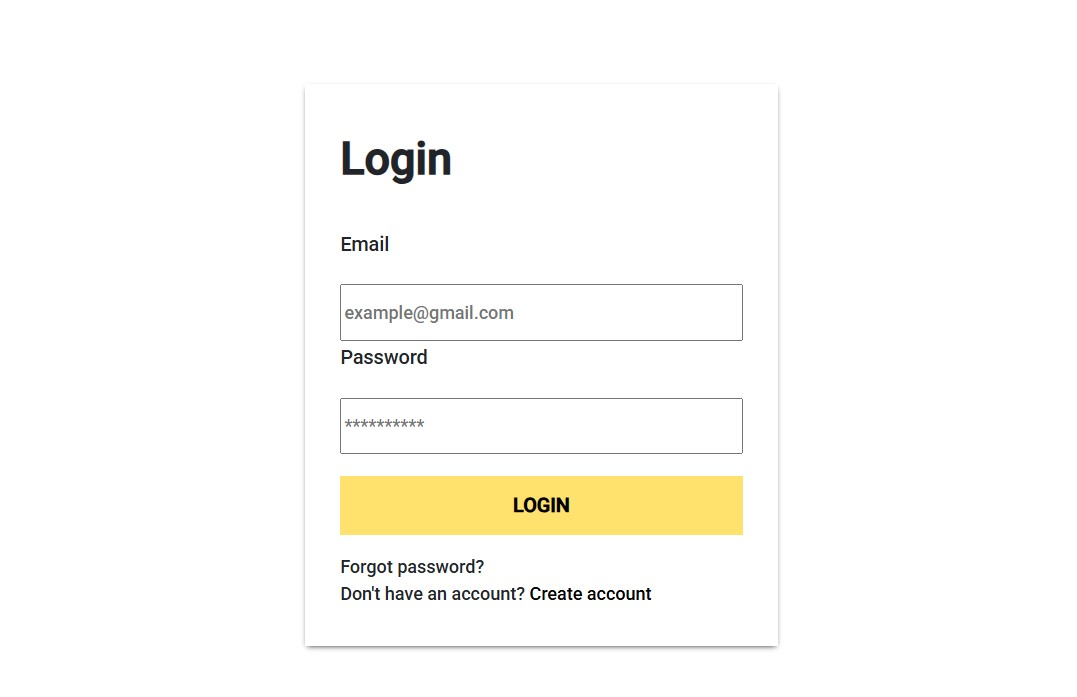 Login
Email
example@gmail.com
Password
**********
LOGIN
Forgot password?
Don't have an account? Create account